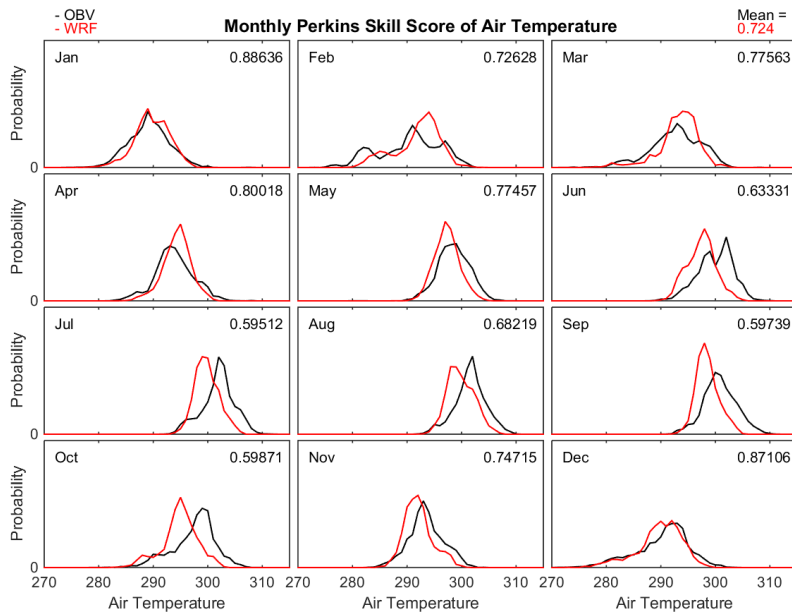 - OBV
- WRF
Monthly Perkins Skill Score of Air Temperature
Mean =
0.724
Probability
0
Jan
0.88636
Feb
0.72628
Mar
0.77563
Probability
0
Apr
0.80018
May
0.77457
Jun
0.63331
Probability
0
Jul
0.59512
Aug
0.68219
Sep
0.59739
Probability
0
Oct
0.59871
Nov
0.74715
Dec
0.87106
270 280 290 300 310
270 280 290 300 310
270 280 290 300 310
Air Temperature
Air Temperature
Air Temperature